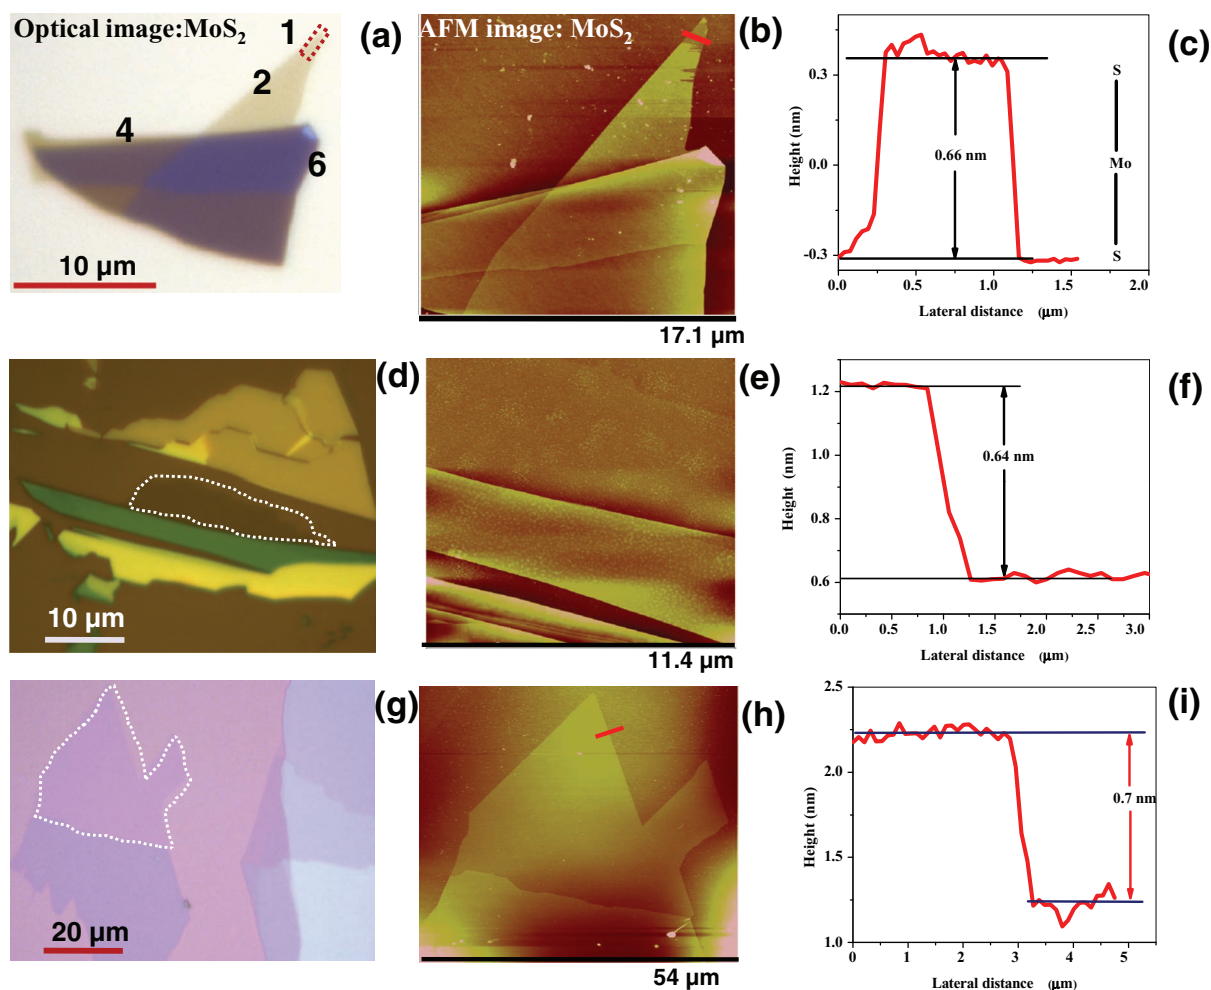 Optical image:MoS2
1
2
4
6
10 µm
(a)
AFM image: MoS2
17.1 µm
(b)
Height (nm)
0.3
0.0
-0.3
0.66 nm
S
Mo
S
0.0 0.5 1.0 1.5 2.0
Lateral distance (µm)
(c)
10 µm
(d)
11.4 µm
(e)
Height (nm)
1.2
1.0
0.8
0.6
0.64 nm
0.0 0.5 1.0 1.5 2.0 2.5 3.0
Lateral distance (µm)
(f)
20 µm
(g)
54 µm
(h)
Height (nm)
2.5
2.0
1.5
1.0
0.7 nm
0 1 2 3 4 5
Lateral distance (µm)
(i)